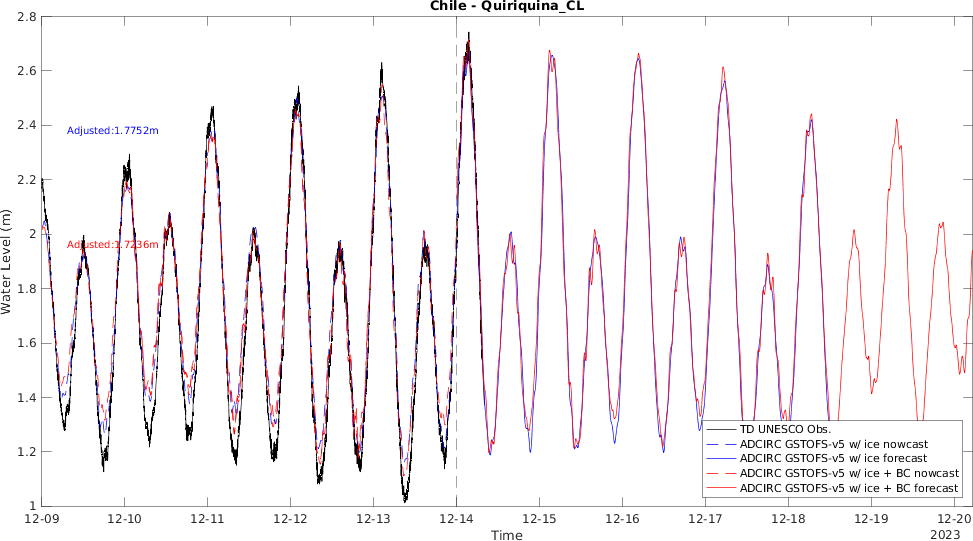 Chile - Quiriquina_CL
2.8
2.6
2.4
2.2
2
1.8
1.6
1.4
1.2
1
Water Level (m)
Adjusted:1.7752m
Adjusted:1.7236m
TD UNESCO Obs.
ADCIRC GSTOFS-v5 w/ ice nowcast
ADCIRC GSTOFS-v5 w/ ice forecast
ADCIRC GSTOFS-v5 w/ ice + BC nowcast
ADCIRC GSTOFS-v5 w/ ice + BC forecast
12-09 12-10 12-11 12-12 12-13 12-14 12-15 12-16 12-17 12-18 12-19 12-20
Time
2023